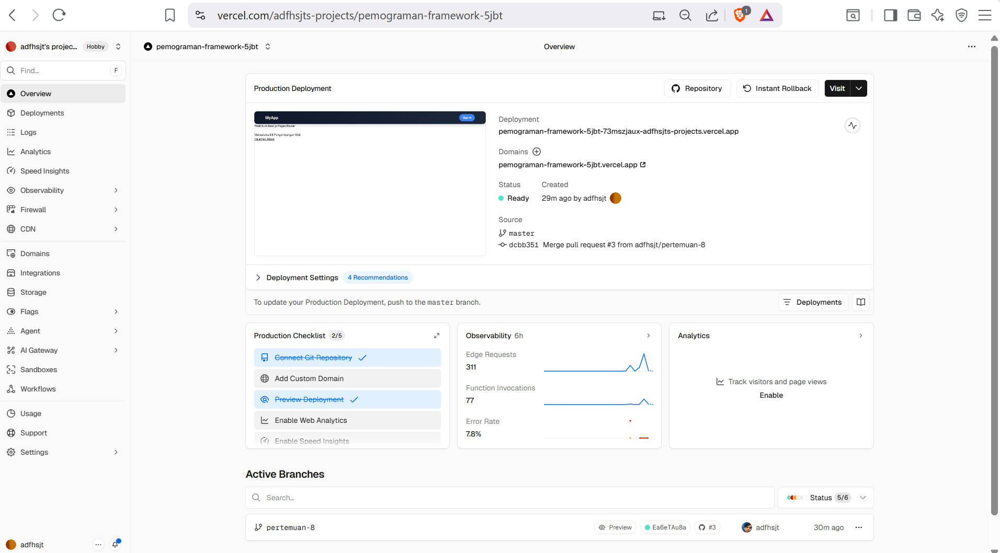 vercel.com/adfhsjts-projects/pemograman-framework-5jbt
1
adfhsjt's projec...
Hobby
pemograman-framework-5jbt
Overview
Find...
F
Overview
Deployments
Logs
Analytics
Speed Insights
Observability
Firewall
CDN
Domains
Integrations
Storage
Flags
Agent
AI Gateway
Sandboxes
Workflows
Usage
Support
Settings
adfhsjt
Production Deployment
Repository
Instant Rollback
Visit
MyApp
Sign In
Praktikum Next.js Pages Router
Mahasiswa D4 Pengembangan Web
Halaman About
Deployment
pemograman-framework-5jbt-73mszjaux-adfhsjts-projects.vercel.app
Domains
pemograman-framework-5jbt.vercel.app
Status
Created
Ready
29m ago by adfhsjt
Source
master
dcbb351 Merge pull request #3 from adfhsjt/pertemuan-8
Deployment Settings
4 Recommendations
To update your Production Deployment, push to the master branch.
Deployments
Production Checklist
2/5
Connect Git Repository
Add Custom Domain
Preview Deployment
Enable Web Analytics
Enable Speed Insights
Observability 6h
Edge Requests
311
Function Invocations
77
Error Rate
7.8%
Analytics
Track visitors and page views
Enable
Active Branches
Search...
Status 5/6
pertemuan-8
Preview
Ea6eTAu8a
#3
adfhsjt
30m ago